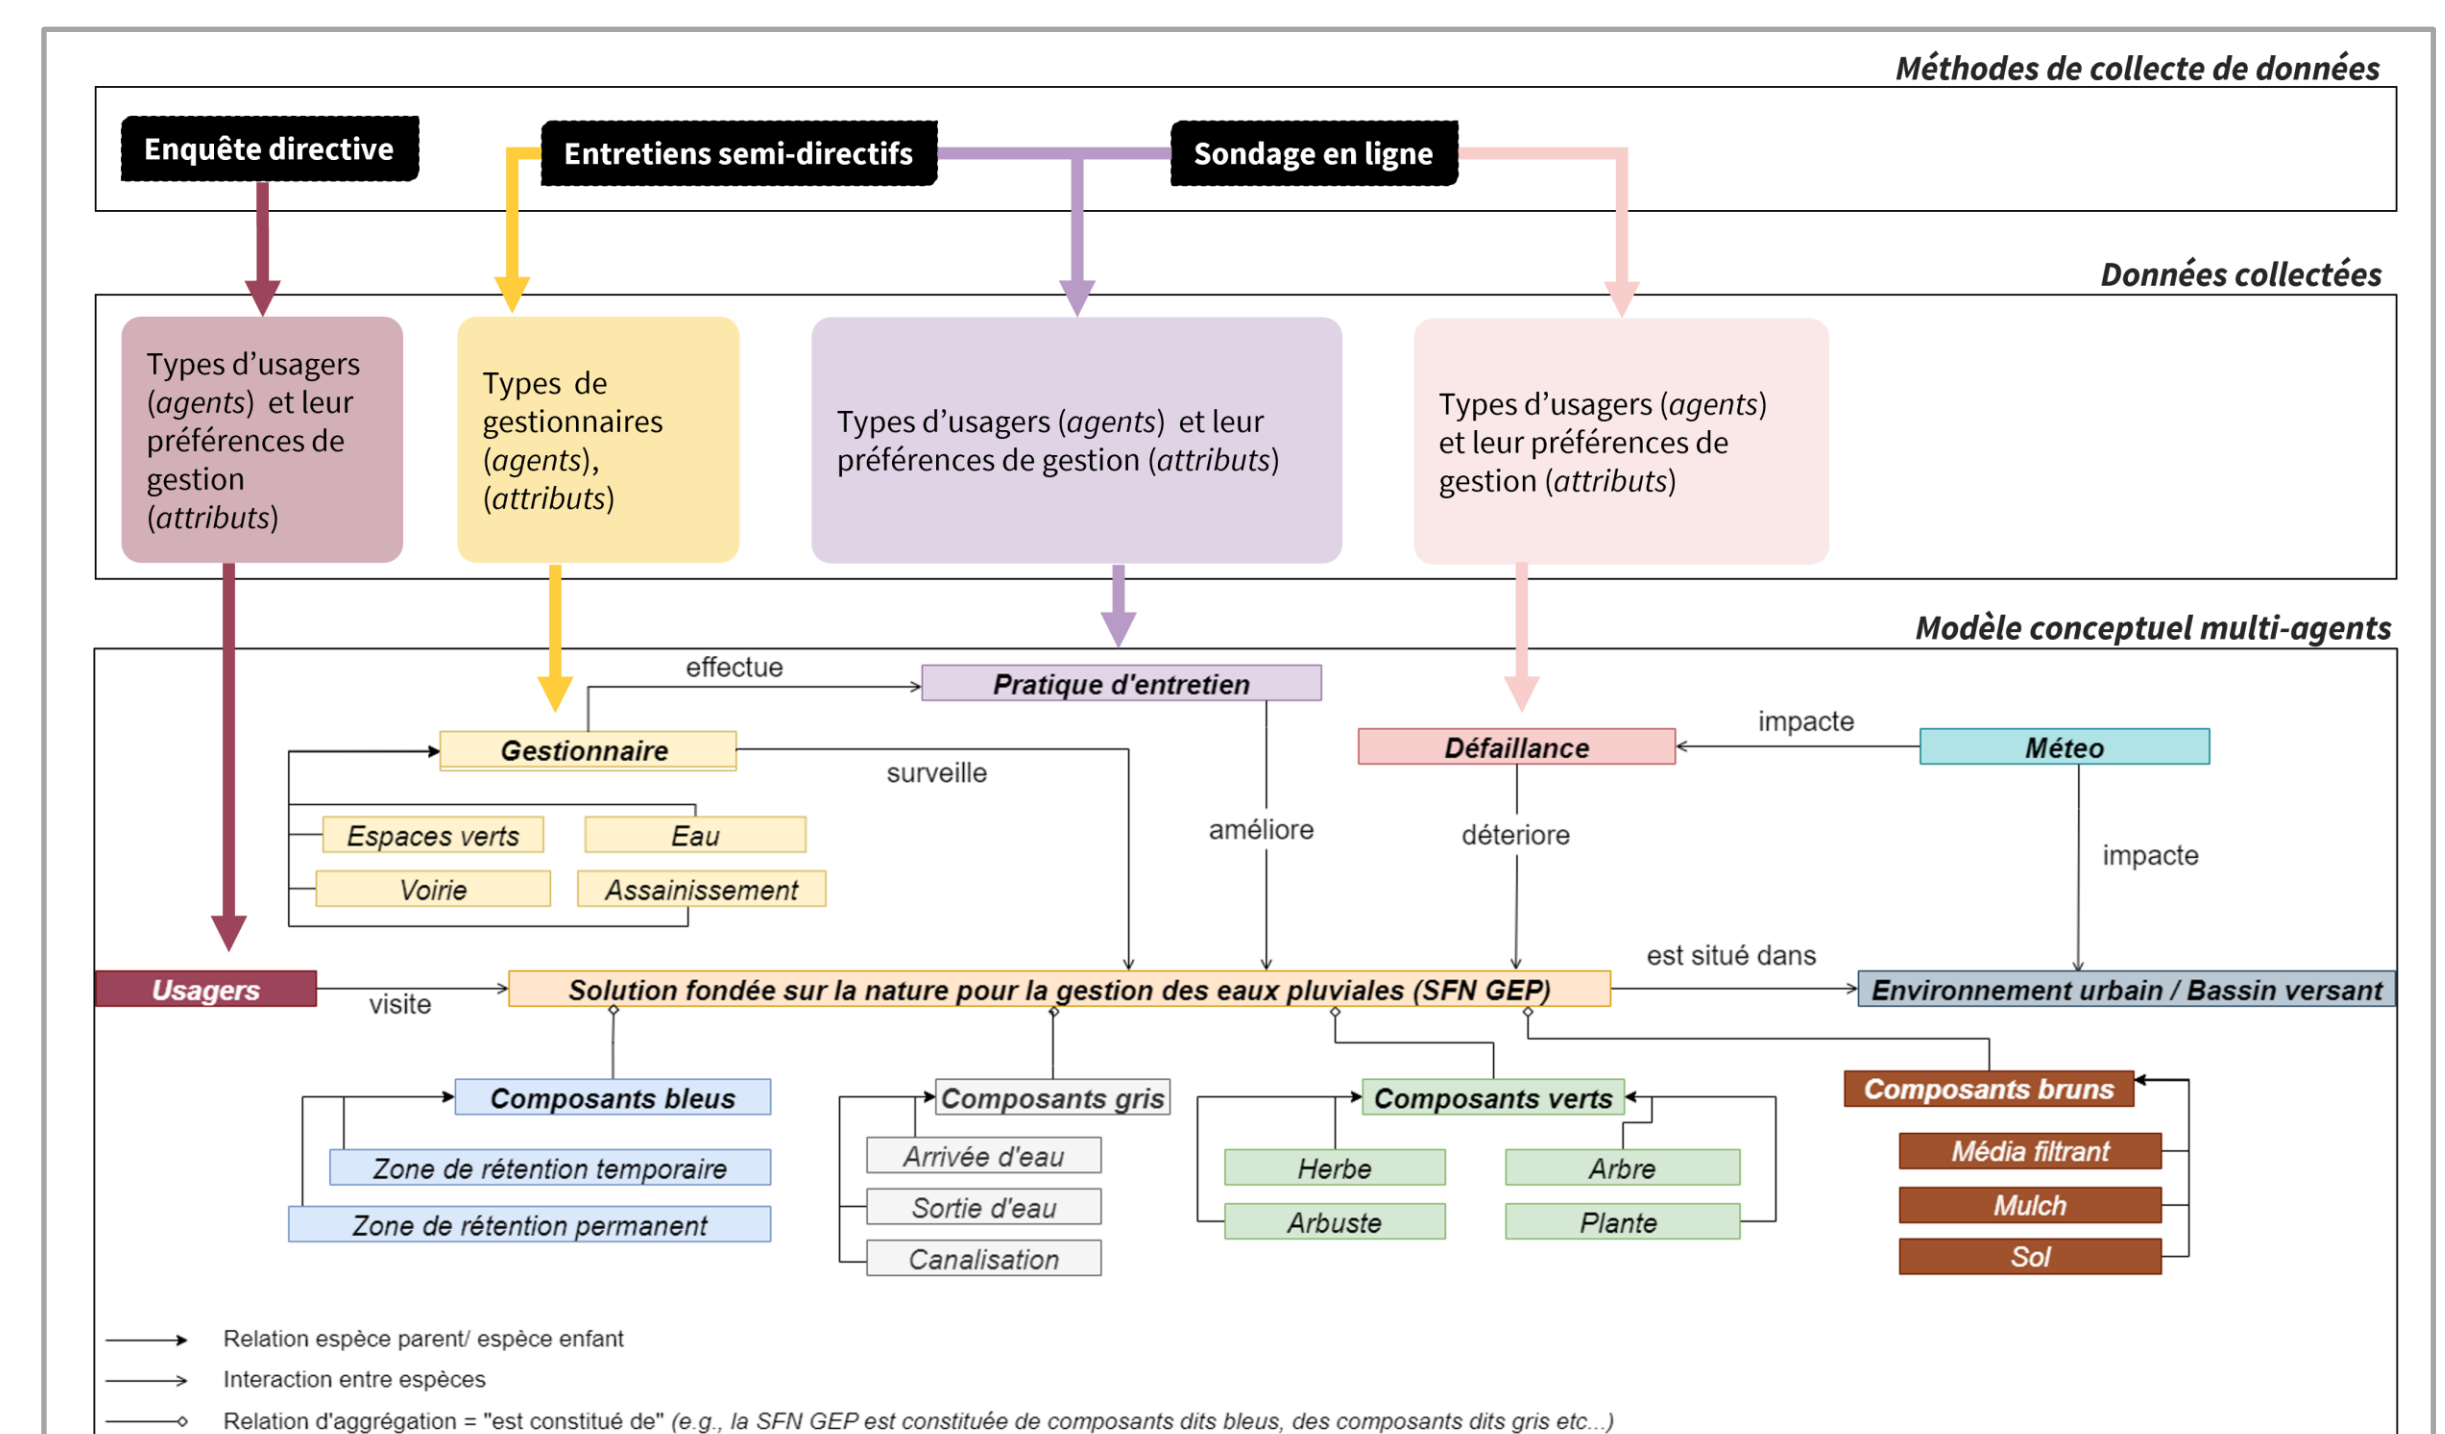 Méthodes de collecte de données
Enquête directive
Entretiens semi-directifs
Sondage en ligne
Données collectées
Types d'usagers
(agents) et leur
préférences de
gestion
(attributs)
Types de
gestionnaires
(agents),
(attributs)
Types d'usagers (agents) et leur
préférences de gestion (attributs)
Types d'usagers (agents)
et leur préférences de
gestion (attributs)
Modèle conceptuel multi-agents
effectue
Pratique d'entretien
Gestionnaire
surveille
Défaillance
impacte
Méteo
Espaces verts
Eau
Voirie
Assainissement
améliore
déteriore
impacte
Usagers
visite
Solution fondée sur la nature pour la gestion des eaux pluviales (SFN GEP)
est situé dans
Environnement urbain / Bassin versant
Composants bleus
Zone de rétention temporaire
Zone de rétention permanent
Composants gris
Arrivée d'eau
Sortie d'eau
Canalisation
Composants verts
Herbe
Arbre
Arbuste
Plante
Composants bruns
Média filtrant
Mulch
Sol
Relation espèce parent/ espèce enfant
Interaction entre espèces
Relation d'aggrégation = "est constitué de" (e.g., la SFN GEP est constituée de composants dits bleus, des composants dits gris etc...)